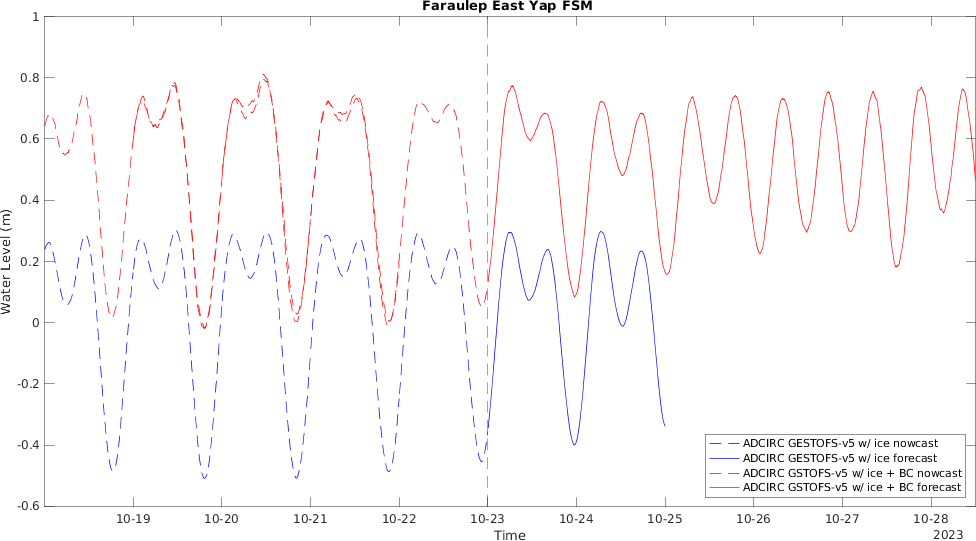 Faraulep East Yap FSM
1
0.8
0.6
0.4
0.2
0
-0.2
-0.4
-0.6
Water Level (m)
10-19 10-20 10-21 10-22 10-23 10-24 10-25 10-26 10-27 10-28
Time
2023
ADCIRC GESTOFS-v5 w/ ice nowcast
ADCIRC GESTOFS-v5 w/ ice forecast
ADCIRC GSTOFS-v5 w/ ice + BC nowcast
ADCIRC GSTOFS-v5 w/ ice + BC forecast